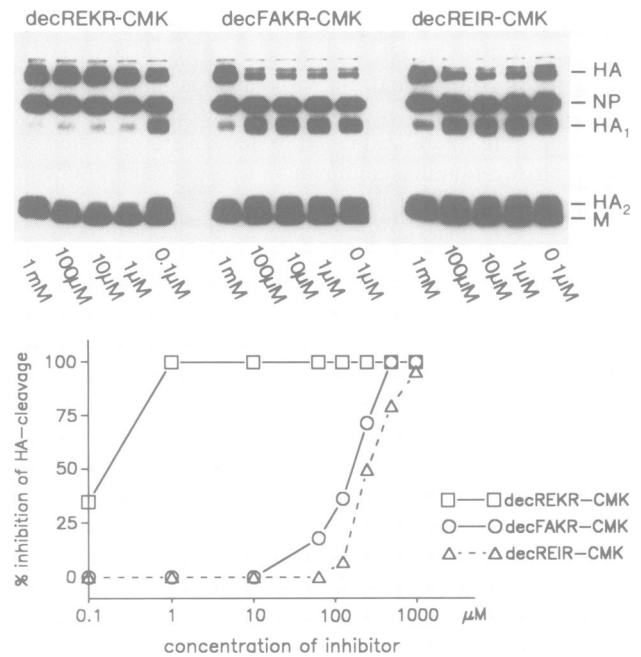 decREKR-CMK decFAKR-CMK decREIR-CMK
HA
NP
HA1
HA2
M
1mM 100µM 10µM 1µM 0.1µM 1mM 100µM 10µM 1µM 0.1µM 1mM 100µM 10µM 1µM 0.1µM
% inhibition of HA-cleavage
100
75
50
25
0
decREKR-CMK
decFAKR-CMK
decREIR-CMK
0.1 1 10 100 1000 µM
concentration of inhibitor